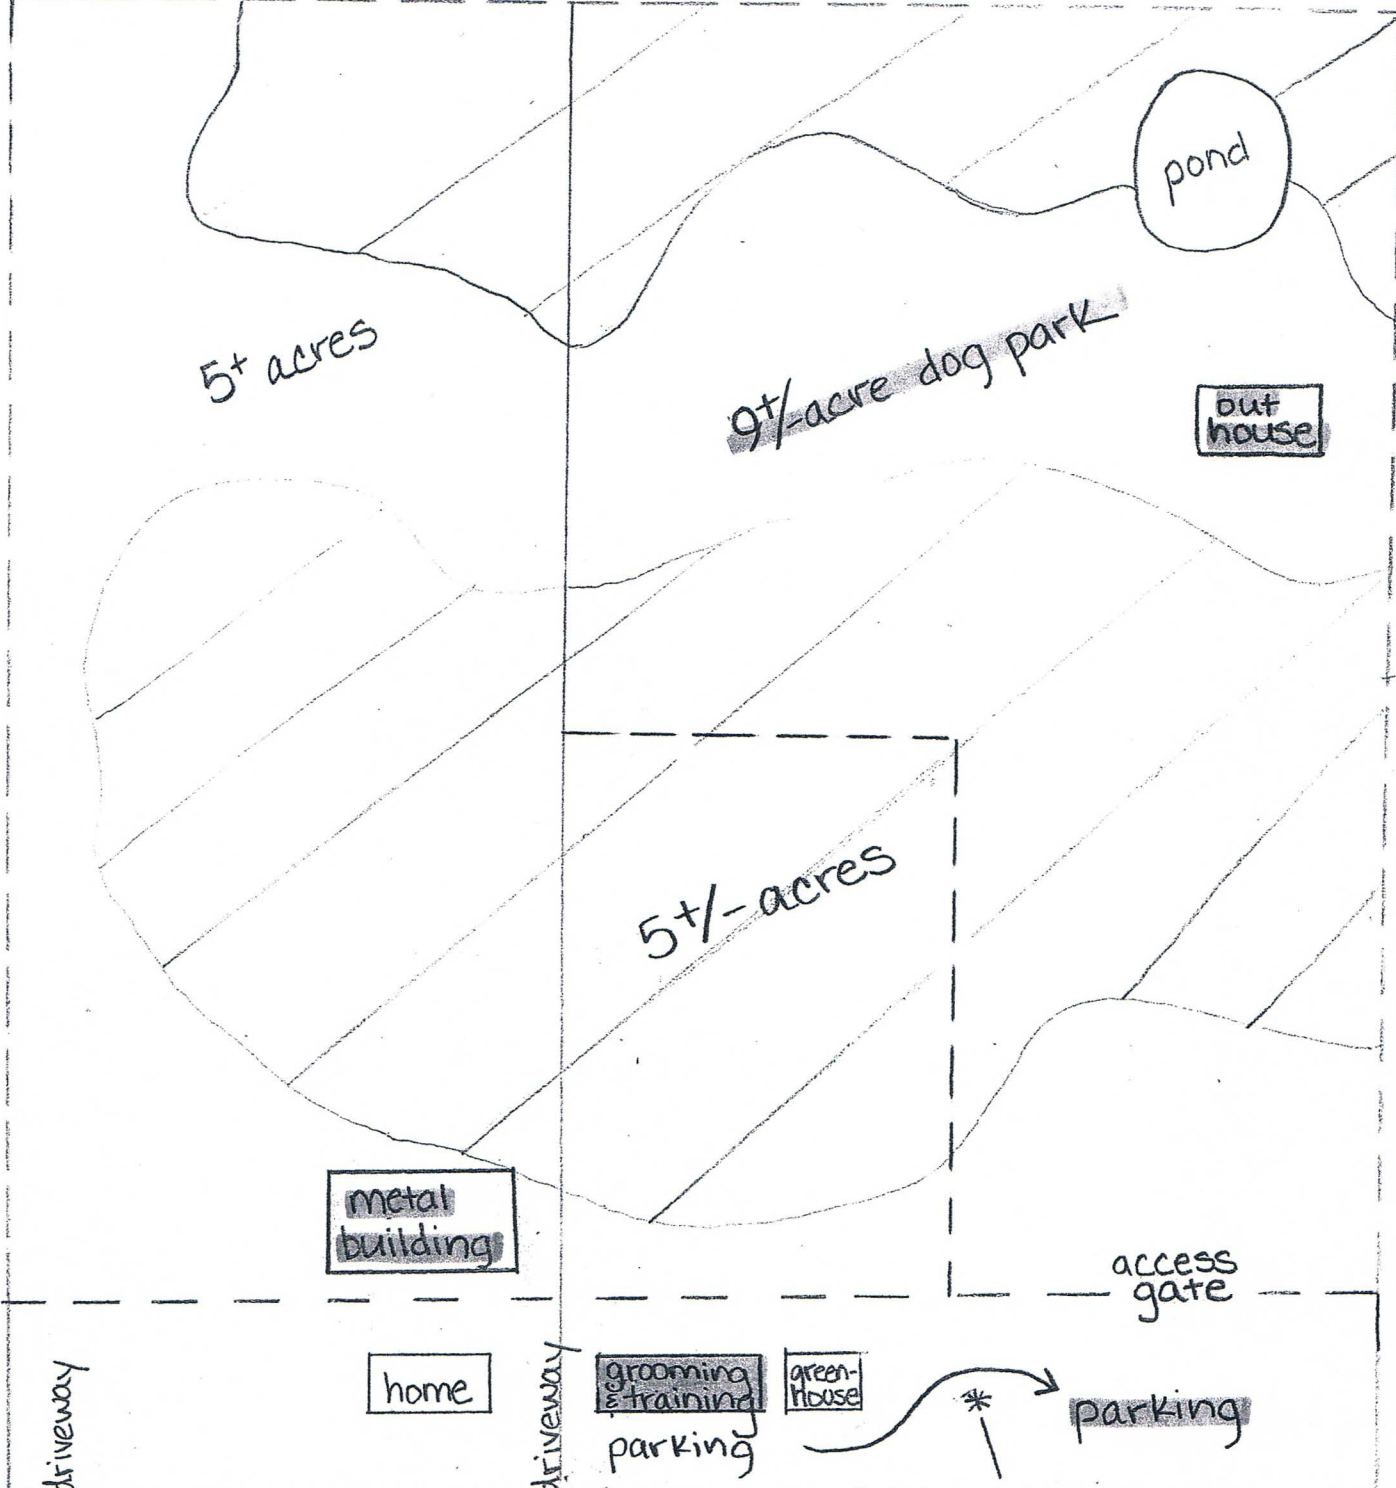 pond
5+ acres
9+/- acre dog park
out
house
5+/- acres
metal
building
access
gate
driveway
home
driveway
grooming
& training
parking
green-
house
*
parking